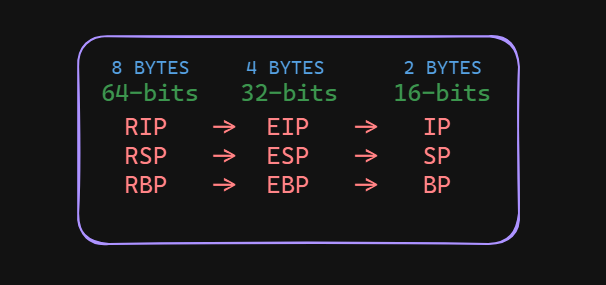 8 BYTES 4 BYTES 2 BYTES
64-bits 32-bits 16-bits
RIP → EIP → IP
RSP → ESP → SP
RBP → EBP → BP